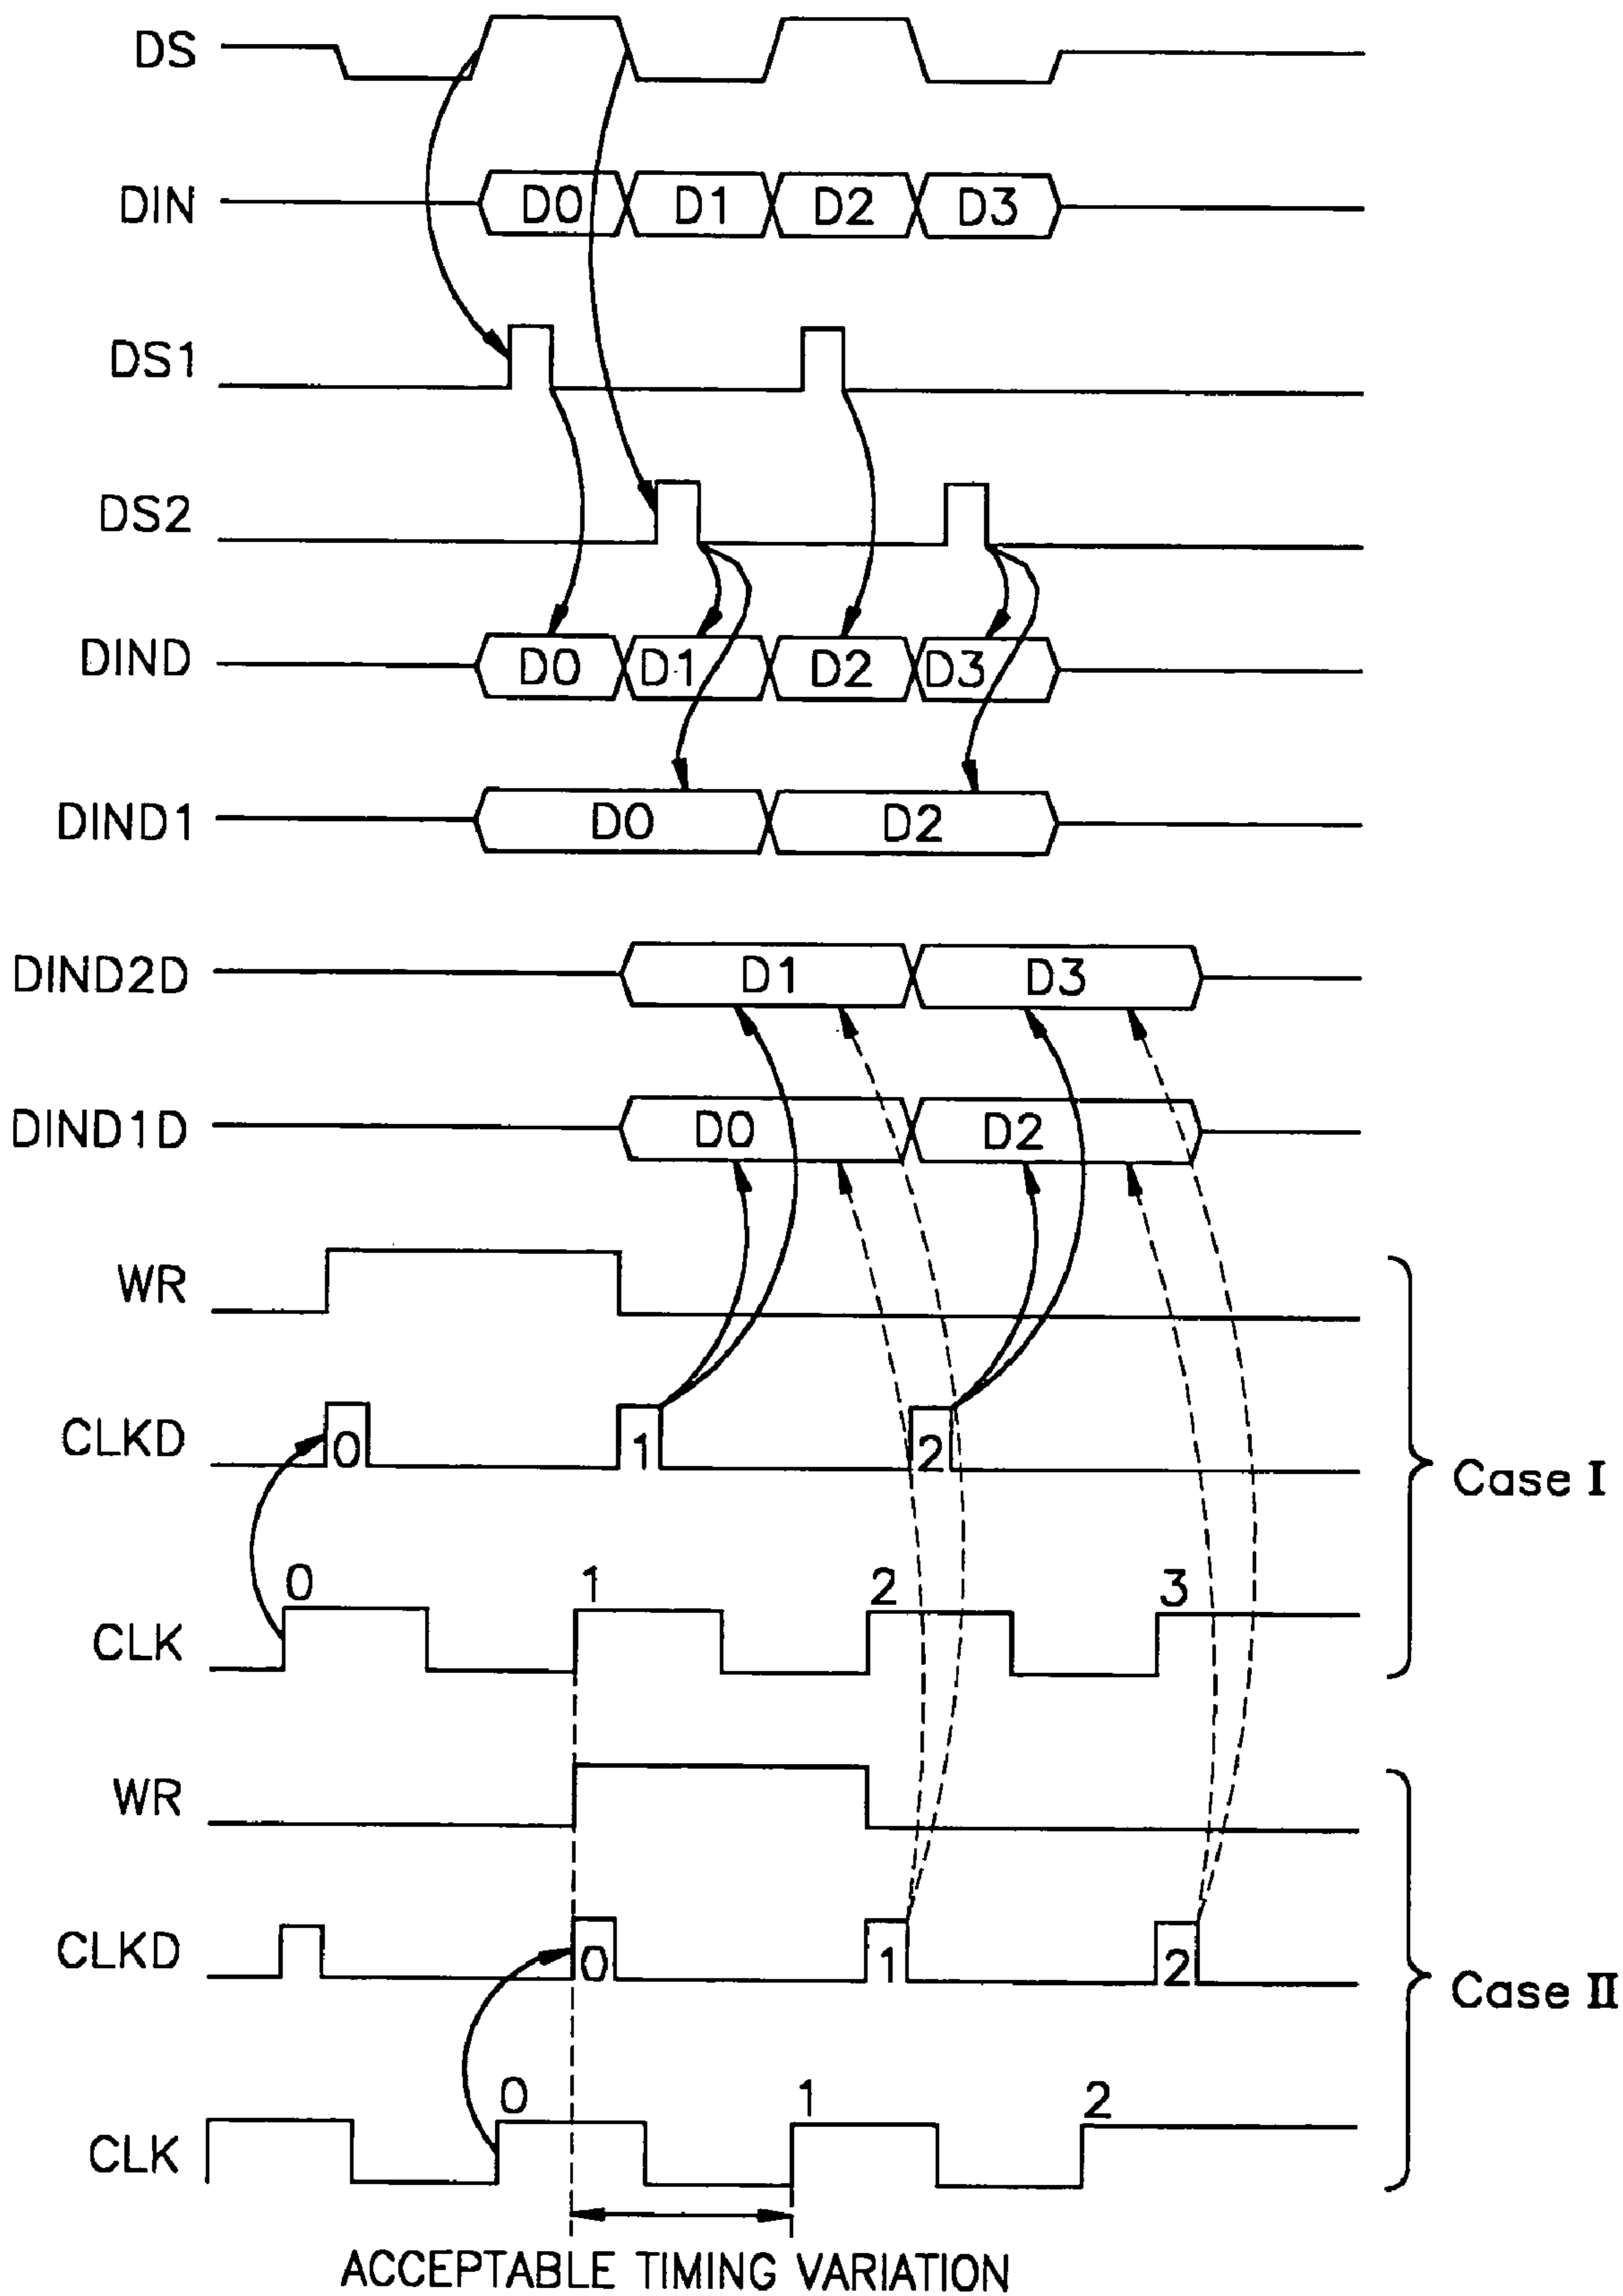 DS
DIN D0 D1 D2 D3
DS1
DS2
DIND D0 D1 D2 D3
DIND1 D0 D2
DIND2D D1 D3
DIND1D D0 D2
WR
CLKD 0 1 2
Case I
0 1 2 3
CLK
WR
CLKD 0 1 2
Case II
0 1 2
CLK
ACCEPTABLE TIMING VARIATION